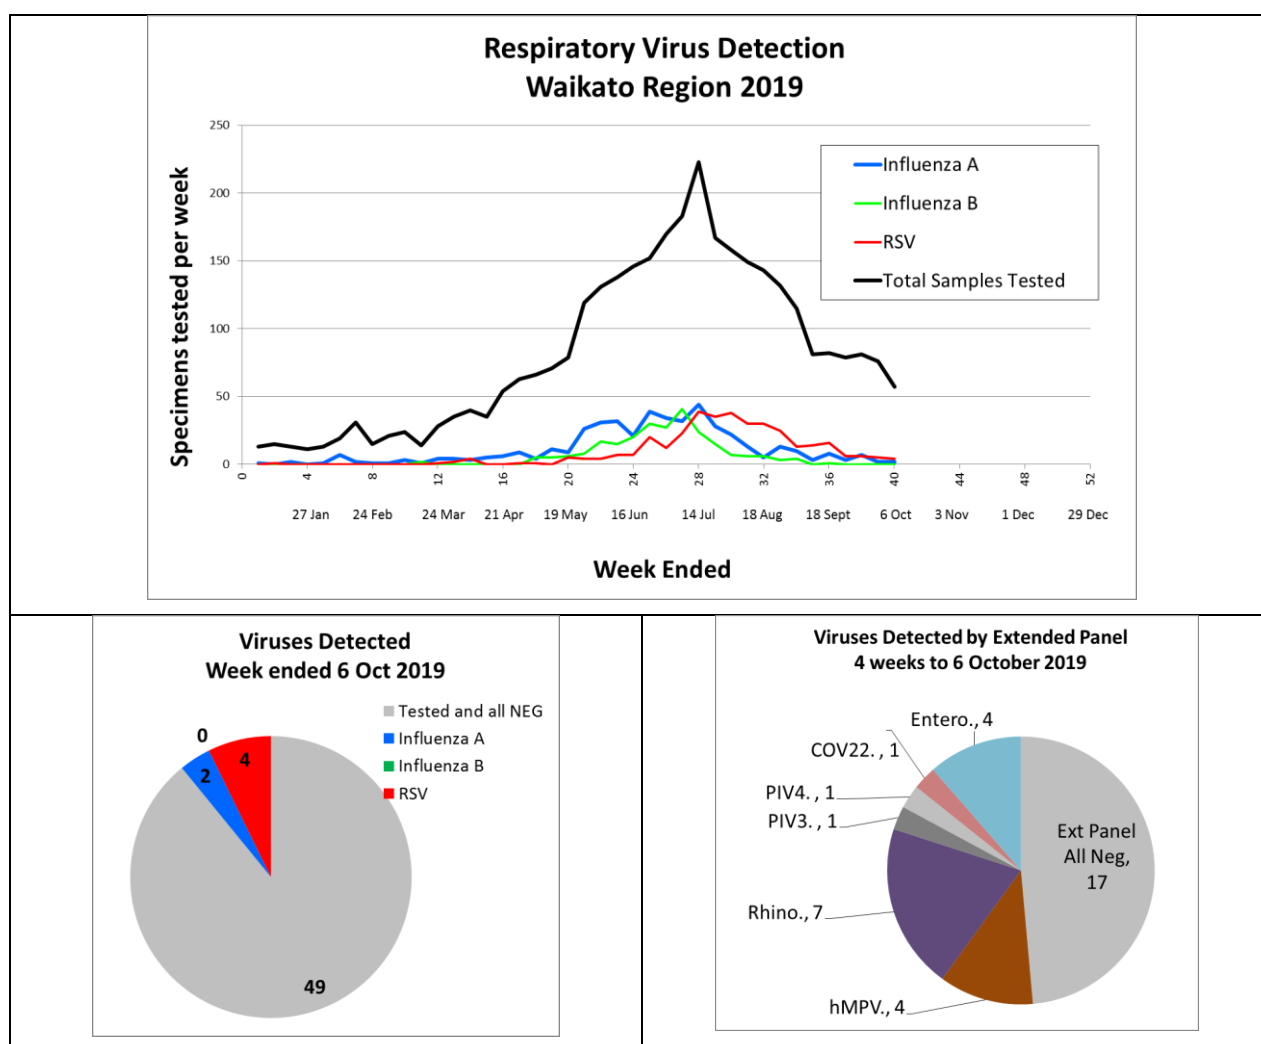 Respiratory Virus Detection
Waikato Region 2019
250
200
150
100
50
0
Specimens tested per week
Influenza A
Influenza B
RSV
Total Samples Tested
0 4 8 12 16 20 24 28 32 36 40 44 48 52
27 Jan 24 Feb 24 Mar 21 Apr 19 May 16 Jun 14 Jul 18 Aug 18 Sept 6 Oct 3 Nov 1 Dec 29 Dec
Week Ended
Viruses Detected
Week ended 6 Oct 2019
Tested and all NEG
Influenza A
Influenza B
RSV
0
2
4
49
Viruses Detected by Extended Panel
4 weeks to 6 October 2019
Entero., 4
COV22. , 1
PIV4. , 1
PIV3. , 1
Rhino., 7
hMPV., 4
Ext Panel
All Neg,
17